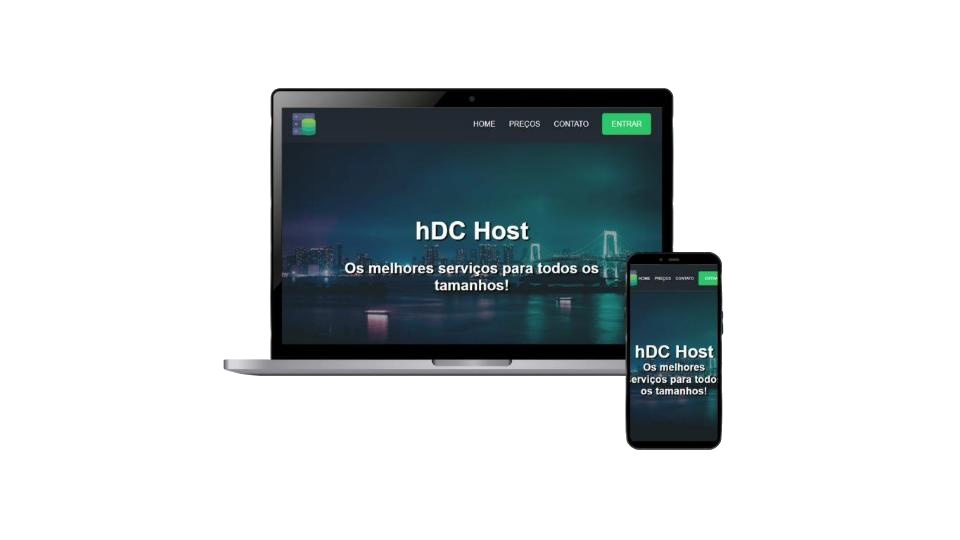 HOME PREÇOS CONTATO ENTRAR
hDC Host
Os melhores serviços para todos os
tamanhos!
HOME PREÇOS CONTATO ENTRA
hDC Host
Os melhores
serviços para todos
os tamanhos!